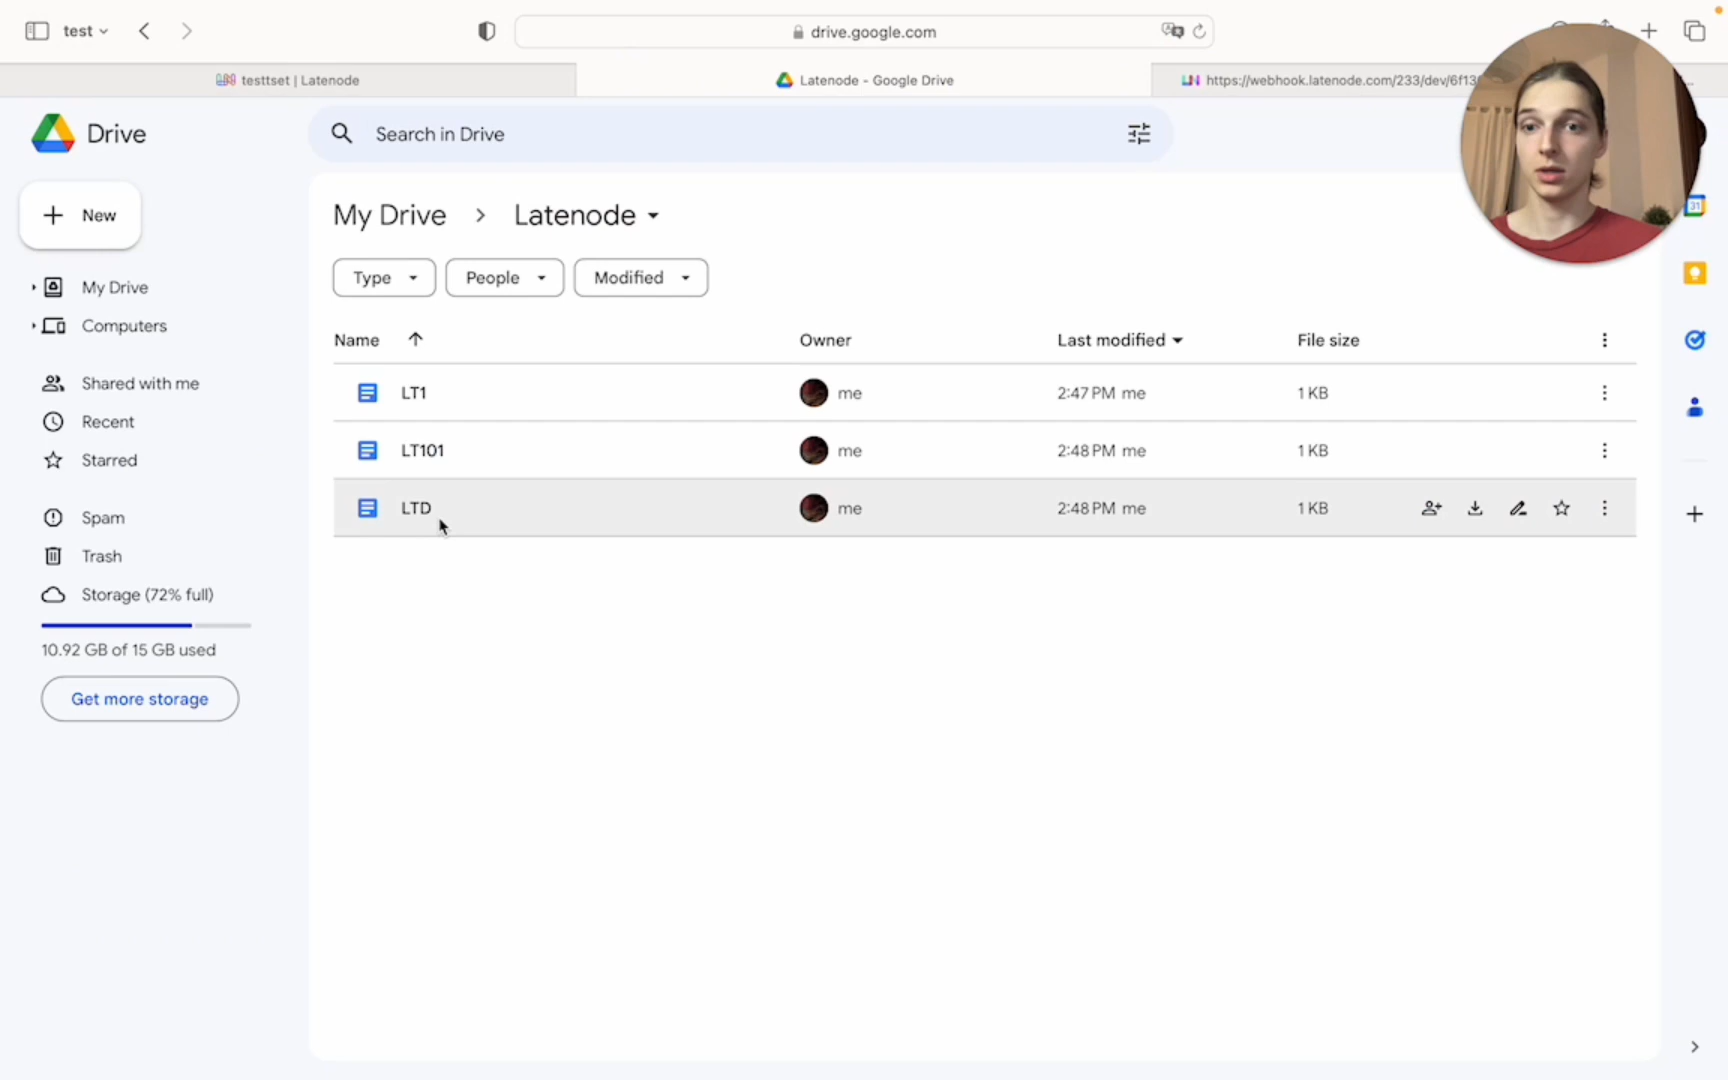 test
drive.google.com
testtset | Latenode
Latenode - Google Drive
https://webhook.latenode.com/233/dev/6f13
Drive
Search in Drive
New
My Drive
Latenode
31
Type
People
Modified
My Drive
Computers
Name
Owner
Last modified
File size
Shared with me
LT1
me
2:47 PM me
1 KB
Recent
LT101
me
2:48 PM me
1 KB
Starred
LTD
me
2:48 PM me
1 KB
Spam
Trash
Storage (72% full)
10.92 GB of 15 GB used
Get more storage